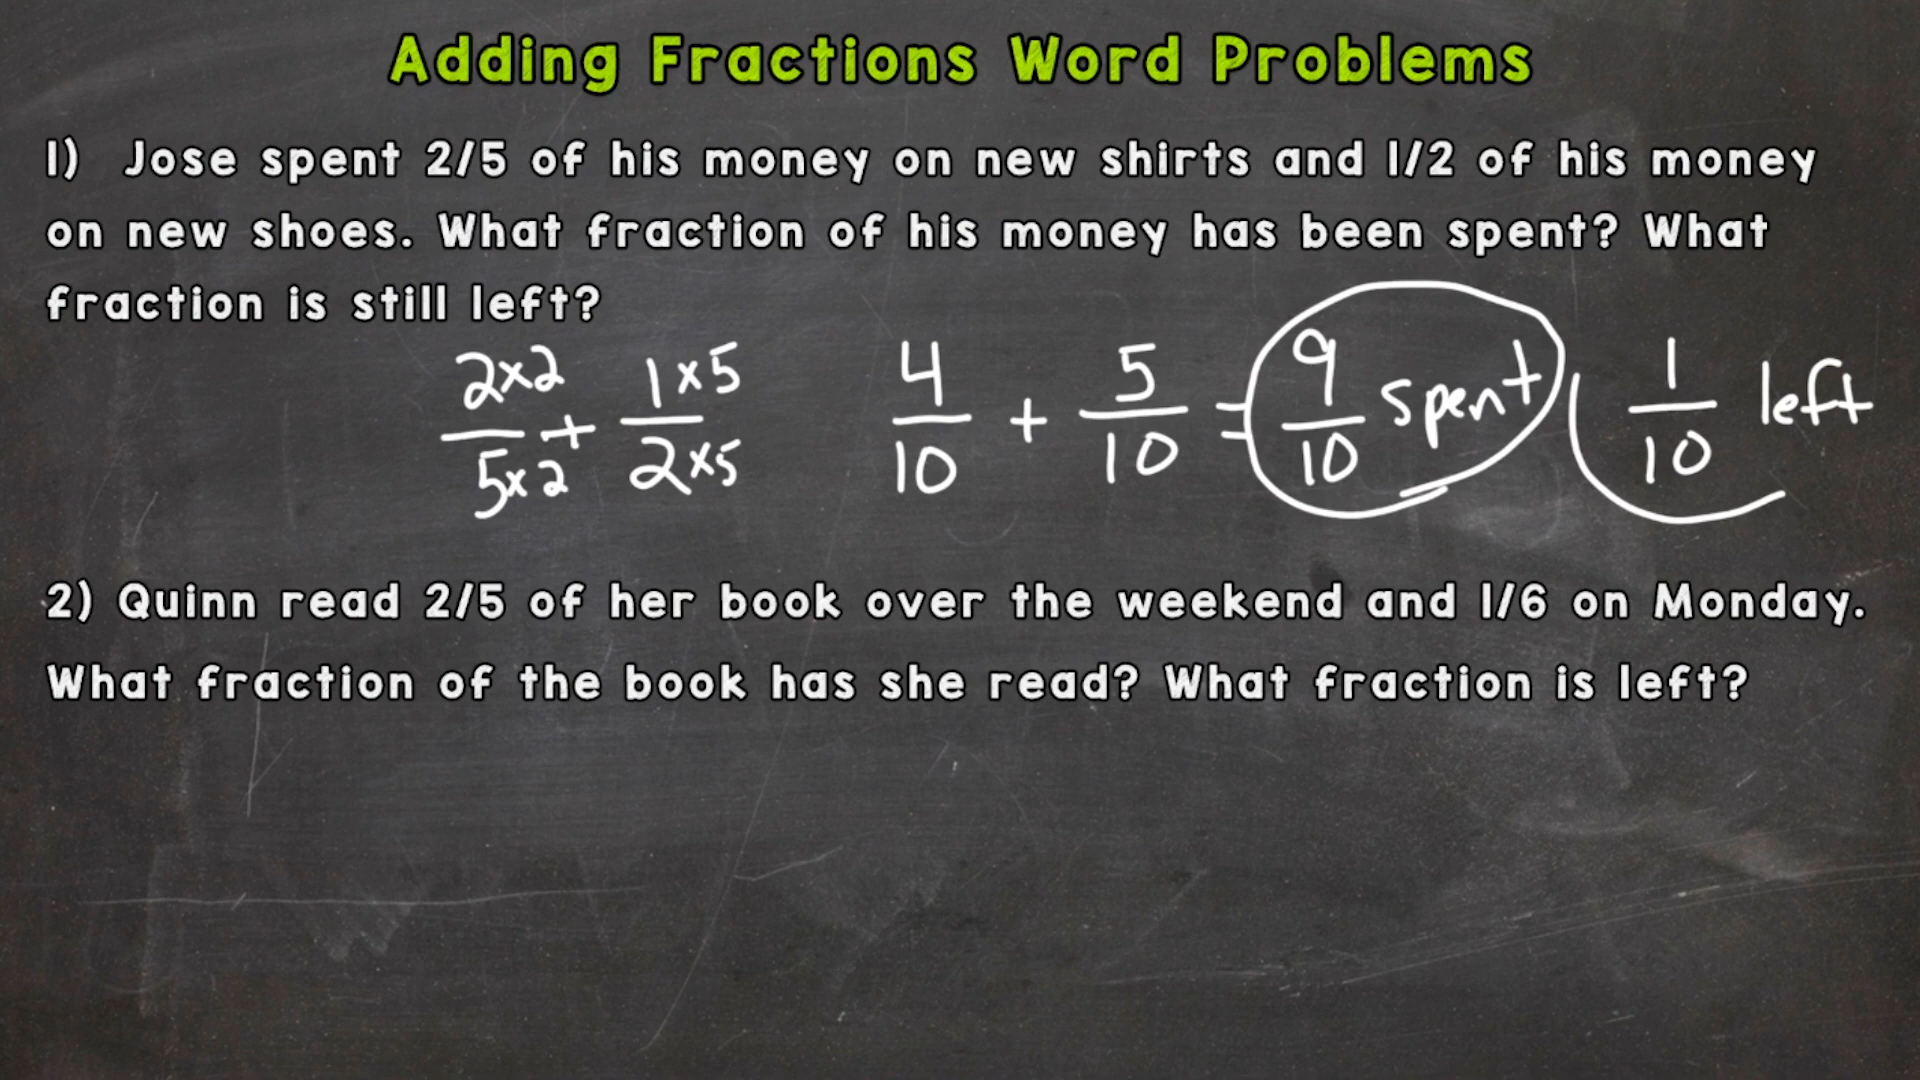 Adding Fractions Word Problems
1) Jose spent 2/5 of his money on new shirts and 1/2 of his money
on new shoes. What fraction of his money has been spent? What
fraction is still left?
2x2 1x5 4 5 9 1
+ + = spent left
5x2 2x5 10 10 10 10
2) Quinn read 2/5 of her book over the weekend and 1/6 on Monday.
What fraction of the book has she read? What fraction is left?